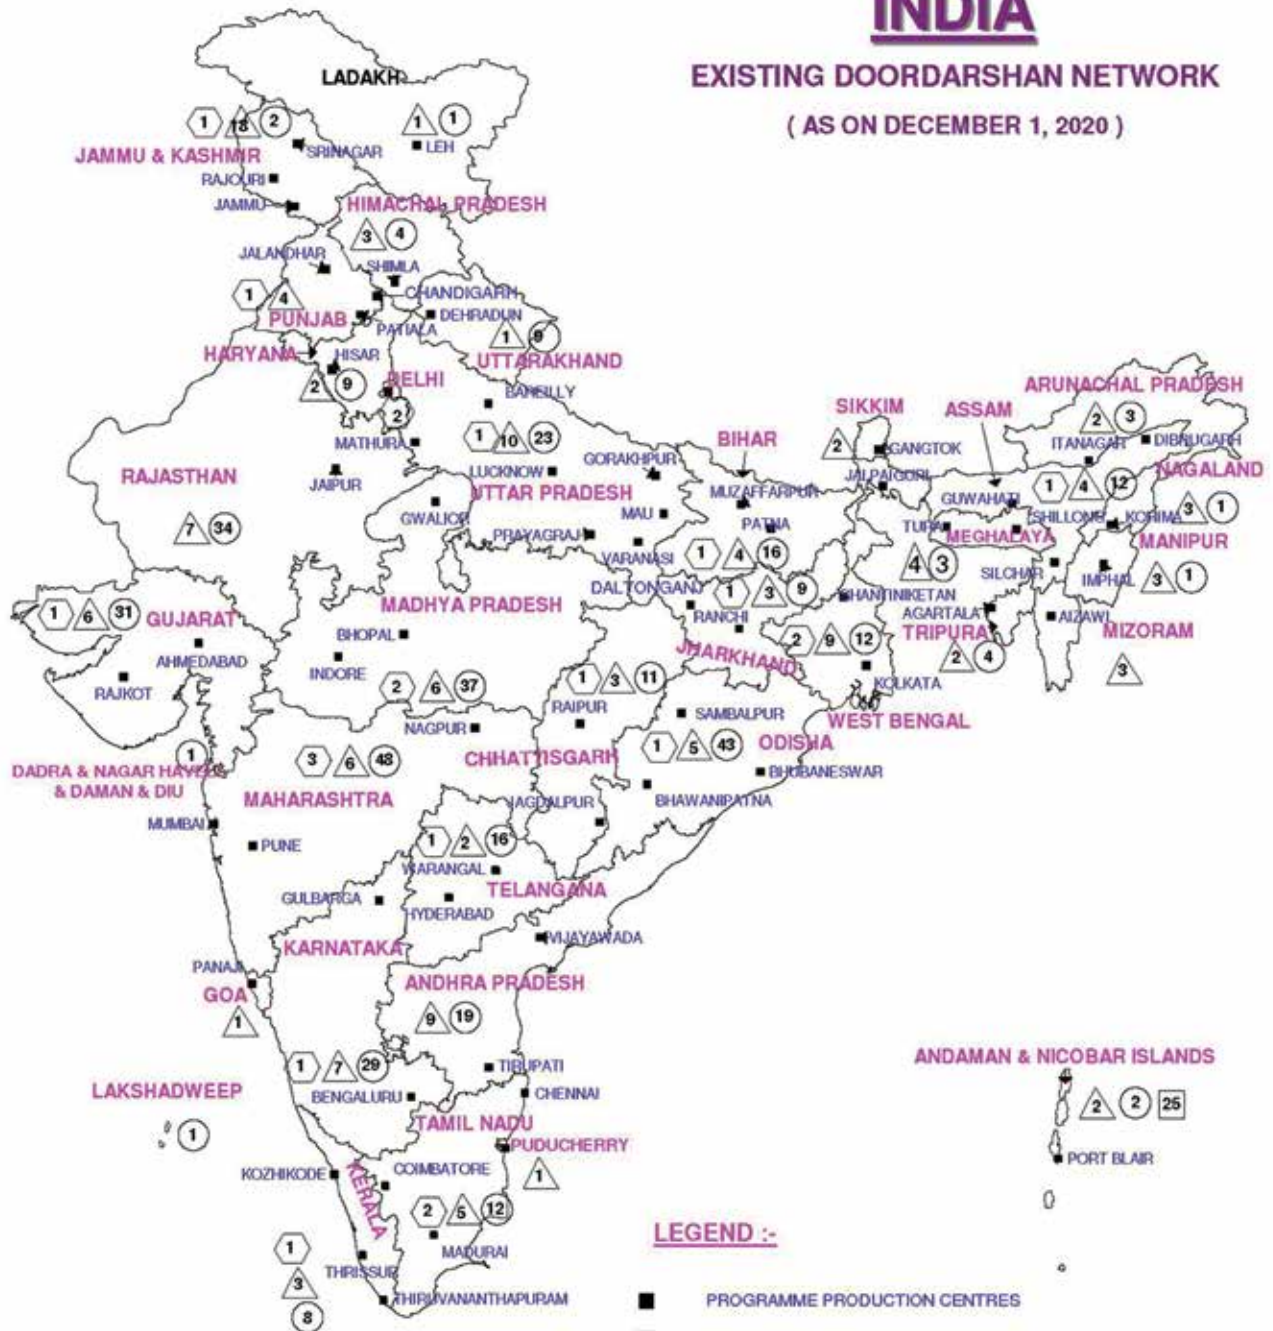 INDIA
EXISTING DOORDARSHAN NETWORK
( AS ON DECEMBER 1, 2020 )
LADAKH
1 18 2
1 1
JAMMU & KASHMIR
SRINAGAR
LEH
RAJOURI
JAMMU
HIMACHAL PRADESH
3 4
JALANDHAR
SHIMLA
1 4
CHANDIGARH
PUNJAB
PATIALA
DEHRADUN
1 9
UTTARAKHAND
HARYANA
HISAR
2 9
DELHI
2
BAREILLY
MATHURA
1 10 23
LUCKNOW
GORAKHPUR
UTTAR PRADESH
MAU
PRAYAGRAJ
VARANASI
RAJASTHAN
JAIPUR
7 34
GWALIOR
BIHAR
MUZAFFARPUR
PATNA
1 4 16
SIKKIM
2
GANGTOK
JALPAIGURI
ASSAM
ARUNACHAL PRADESH
2 3
ITANAGAR
DIBRUGARH
NAGALAND
1 4 12
GUWAHATI
SHILLONG
KOHIMA
3 1
TURA
MEGHALAYA
MANIPUR
4 3
SILCHAR
IMPHAL
3 1
DALTONGANJ
1 3 9
RANCHI
JHARKHAND
SHANTINIKETAN
AGARTALA
TRIPURA
2 4
AIZAWL
MIZORAM
3
2 9 12
KOLKATA
WEST BENGAL
1 6 31
GUJARAT
AHMEDABAD
RAJKOT
MADHYA PRADESH
BHOPAL
INDORE
2 6 37
1 3 11
RAIPUR
CHHATTISGARH
JAGDALPUR
SAMBALPUR
1 5 43
ODISHA
BHUBANESWAR
BHAWANIPATNA
1
DADRA & NAGAR HAVELI
& DAMAN & DIU
NAGPUR
3 6 48
MAHARASHTRA
MUMBAI
PUNE
1 2 16
WARANGAL
TELANGANA
HYDERABAD
GULBARGA
KARNATAKA
VIJAYAWADA
PANAJI
GOA
1
ANDHRA PRADESH
9 19
1 7 29
TIRUPATI
BENGALURU
CHENNAI
LAKSHADWEEP
1
TAMIL NADU
PUDUCHERRY
1
KOZHIKODE
KERALA
COIMBATORE
2 5 12
MADURAI
1
3
8
THRISSUR
THIRUVANANTHAPURAM
ANDAMAN & NICOBAR ISLANDS
2 2 25
PORT BLAIR
LEGEND :-
PROGRAMME PRODUCTION CENTRES